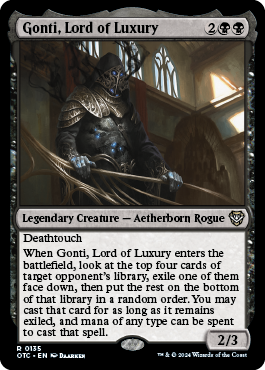 Gonti, Lord of Luxury 2
Legendary Creature — Aetherborn Rogue
Deathtouch
When Gonti, Lord of Luxury enters the
battlefield, look at the top four cards of
target opponent's library, exile one of them
face down, then put the rest on the bottom
of that library in a random order. You may
cast that card for as long as it remains
exiled, and mana of any type can be spent
to cast that spell.
2/3
R 0135
OTC • EN Daarken
™ & © 2024 Wizards of the Coast